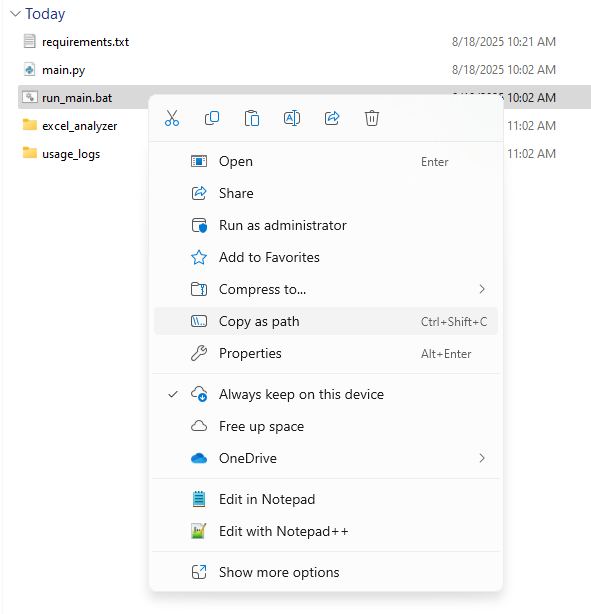 Today
requirements.txt 8/18/2025 10:21 AM
main.py 8/18/2025 10:02 AM
run_main.bat 8/18/2025 10:02 AM
excel_analyzer 11:02 AM
usage_logs 11:02 AM
Open Enter
Share
Run as administrator
Add to Favorites
Compress to...
Copy as path Ctrl+Shift+C
Properties Alt+Enter
Always keep on this device
Free up space
OneDrive
Edit in Notepad
Edit with Notepad++
Show more options